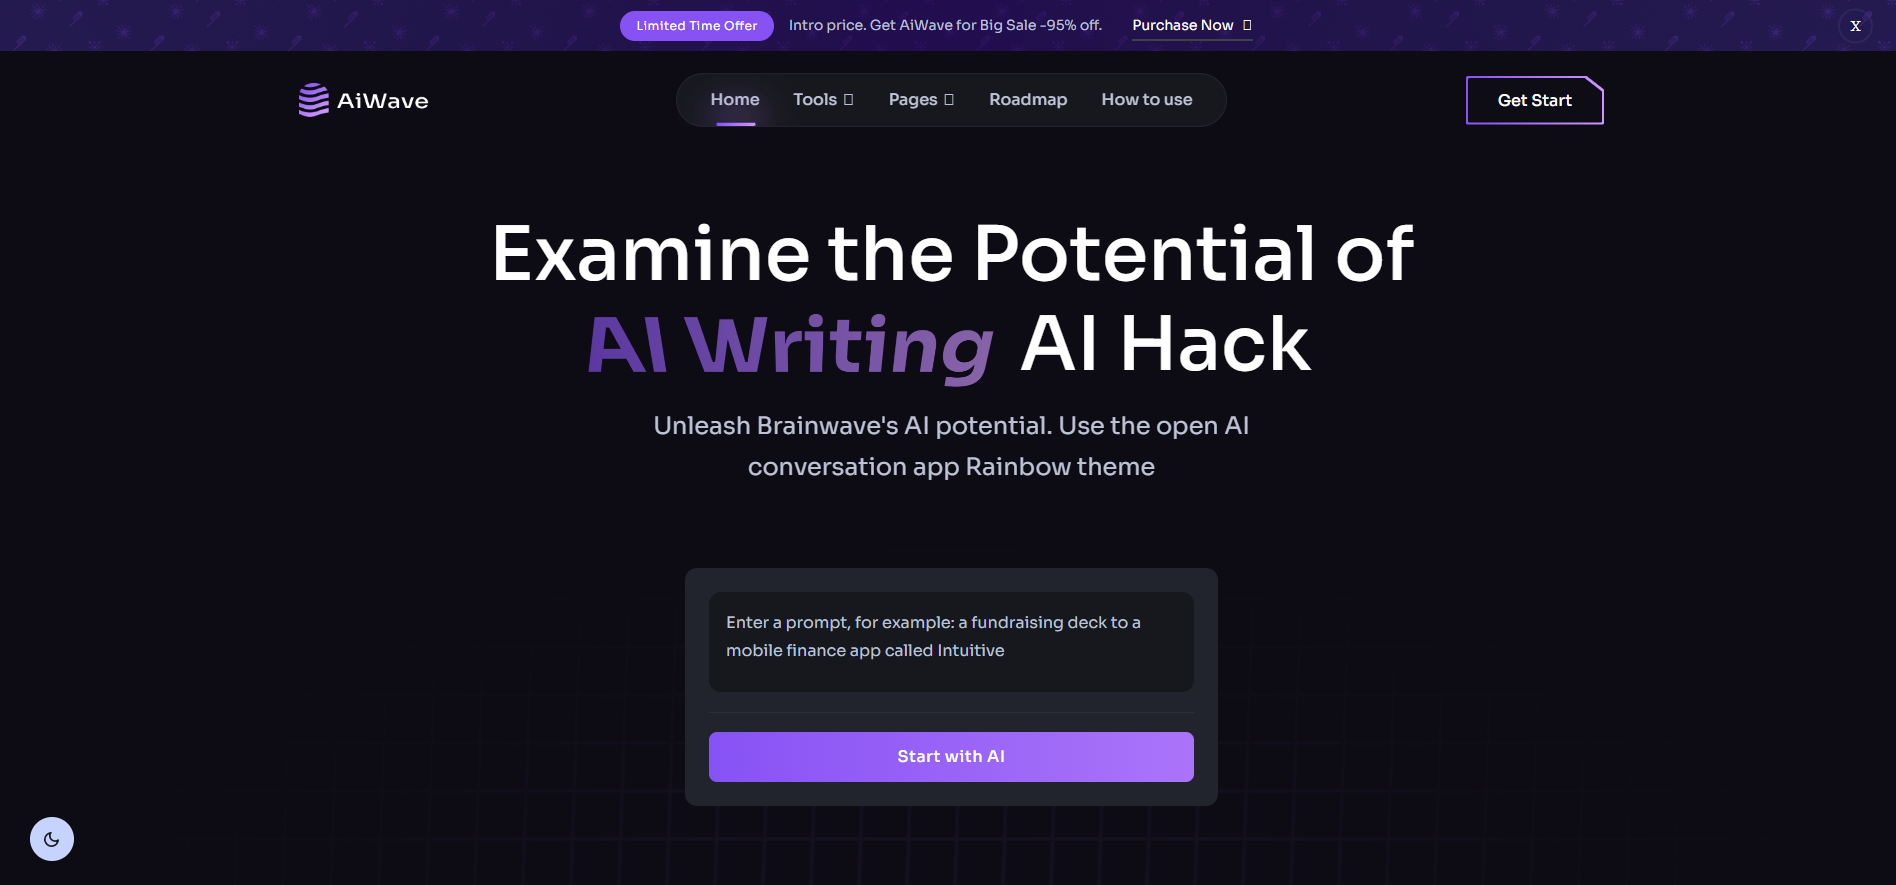 Limited Time Offer Intro price. Get AiWave for Big Sale -95% off. Purchase Now X
AiWave Home Tools Pages Roadmap How to use Get Start
Examine the Potential of
AI Writing AI Hack
Unleash Brainwave's AI potential. Use the open AI
conversation app Rainbow theme
Enter a prompt, for example: a fundraising deck to a
mobile finance app called Intuitive
Start with AI